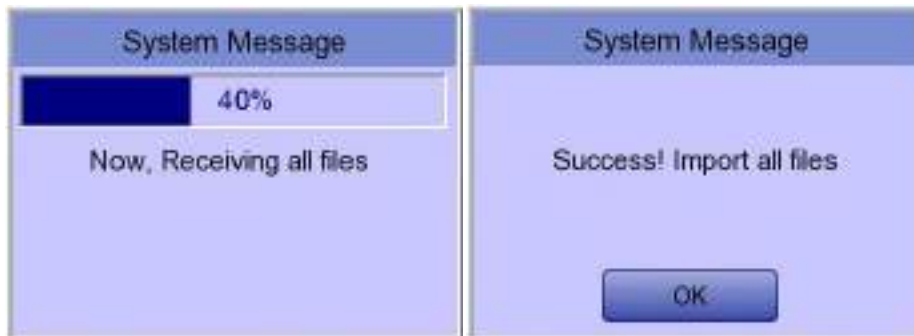 System Message
40%
Now, Receiving all files
System Message
Success! Import all files
OK